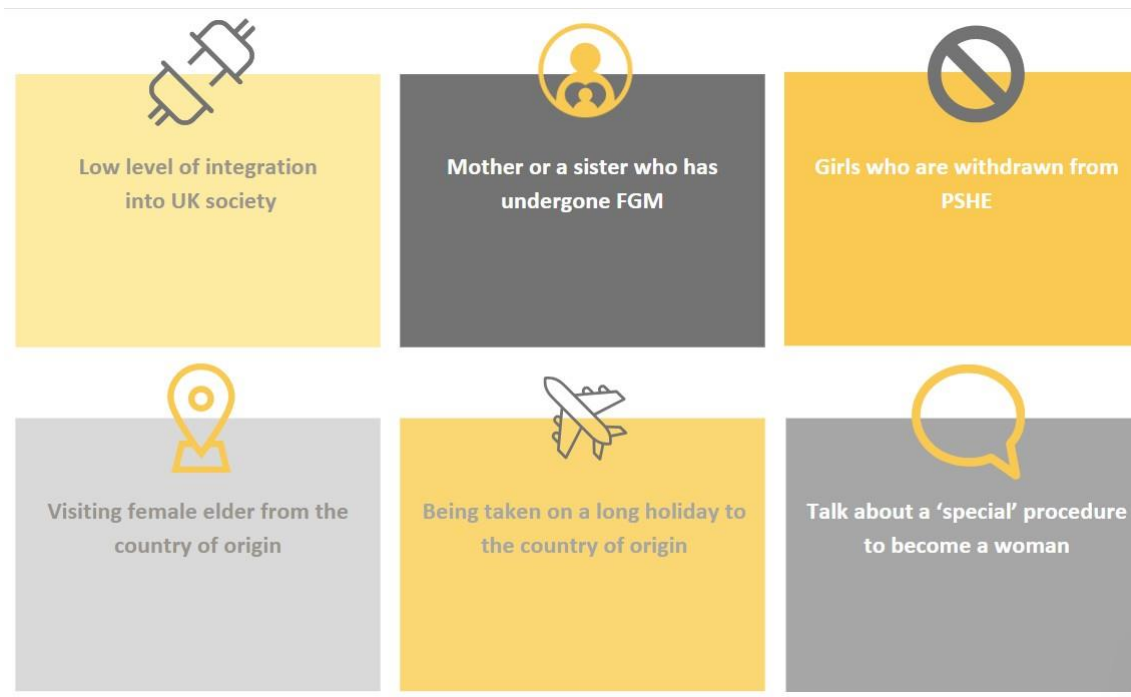 Low level of integration
into UK society
Mother or a sister who has
undergone FGM
Girls who are withdrawn from
PSHE
Visiting female elder from the
country of origin
Being taken on a long holiday to
the country of origin
Talk about a ‘special’ procedure
to become a woman